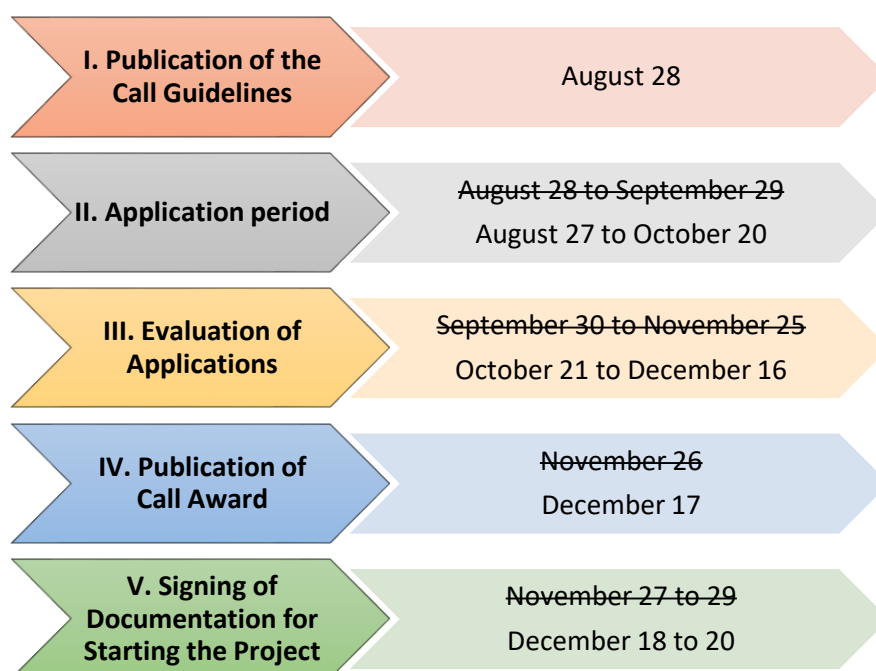 I. Publication of the
Call Guidelines
August 28
II. Application period
August 28 to September 29
August 27 to October 20
III. Evaluation of
Applications
September 30 to November 25
October 21 to December 16
IV. Publication of
Call Award
November 26
December 17
V. Signing of
Documentation for
Starting the Project
November 27 to 29
December 18 to 20